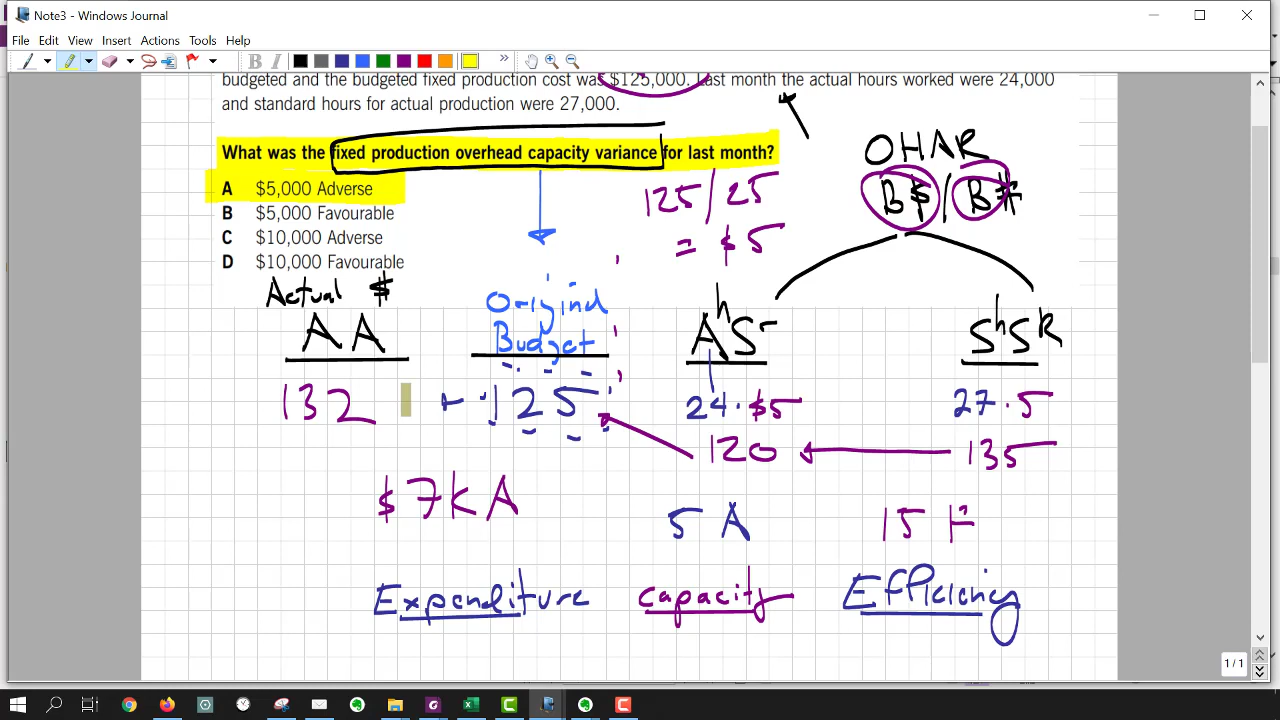 Note3 - Windows Journal
File Edit View Insert Actions Tools Help
B I
budgeted and the budgeted fixed production cost was $125,000. Last month the actual hours worked were 24,000
and standard hours for actual production were 27,000.
What was the fixed production overhead capacity variance for last month?
A $5,000 Adverse
B $5,000 Favourable
C $10,000 Adverse
D $10,000 Favourable
OHAR
B$ / B#
125/25
= $5
Actual $
AA
Original
Budget
AhSr
ShSR
132
125
24 · $5
27 · 5
120
135
$7K A
5 A
15 F
Expenditure
capacity
Efficiency
1 / 1